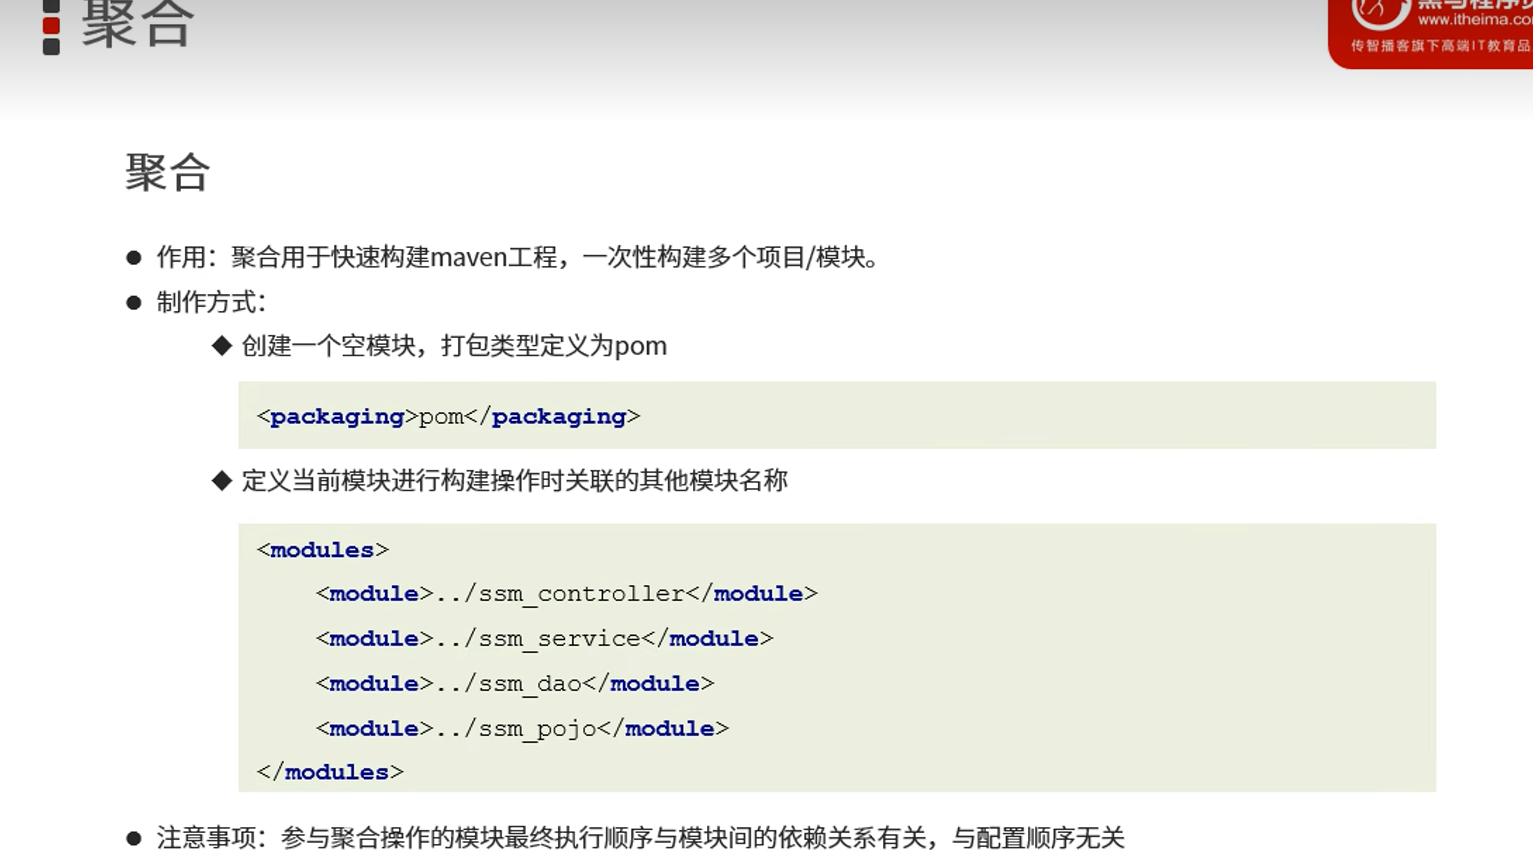 聚合
www.itheima.com
传智播客旗下高端IT教育品
聚合
● 作用：聚合用于快速构建maven工程，一次性构建多个项目/模块。
● 制作方式：
◆ 创建一个空模块，打包类型定义为pom
<packaging>pom</packaging>
◆ 定义当前模块进行构建操作时关联的其他模块名称
<modules>
<module>../ssm_controller</module>
<module>../ssm_service</module>
<module>../ssm_dao</module>
<module>../ssm_pojo</module>
</modules>
● 注意事项：参与聚合操作的模块最终执行顺序与模块间的依赖关系有关，与配置顺序无关